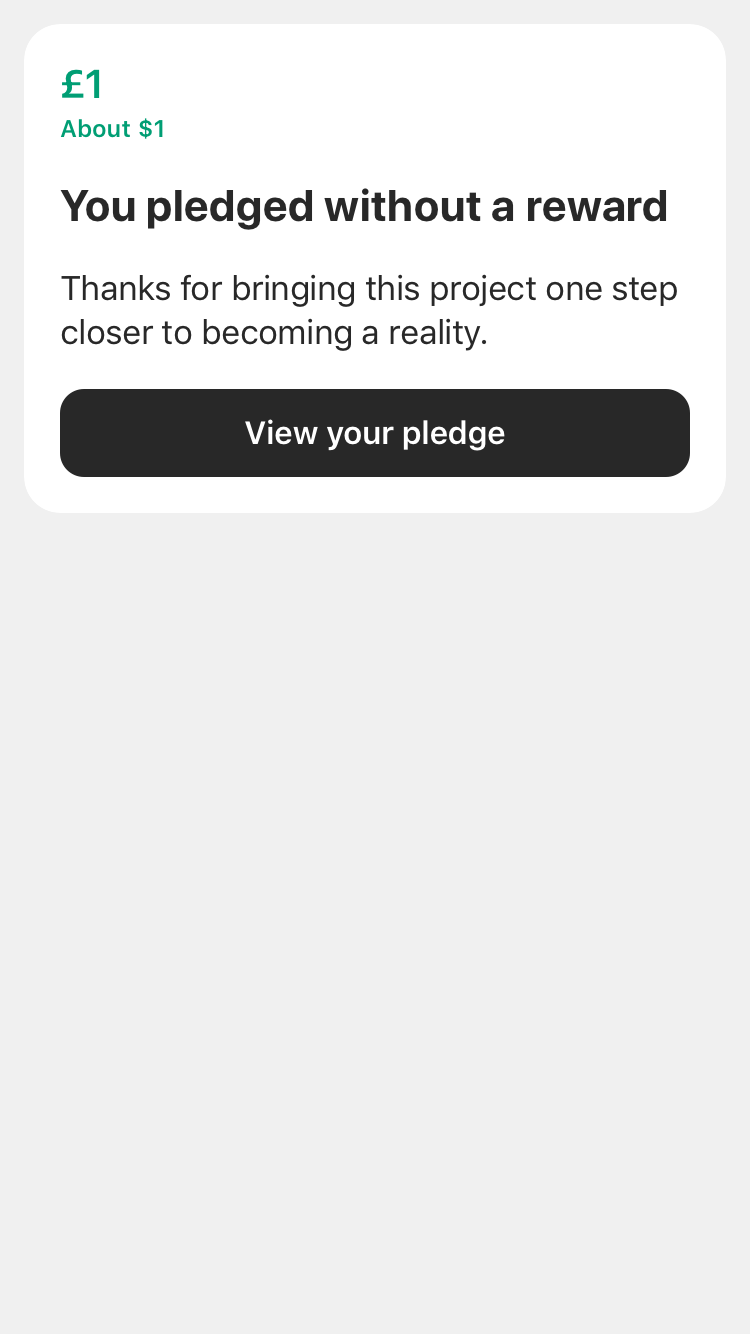 £1
About $1
You pledged without a reward
Thanks for bringing this project one step
closer to becoming a reality.
View your pledge